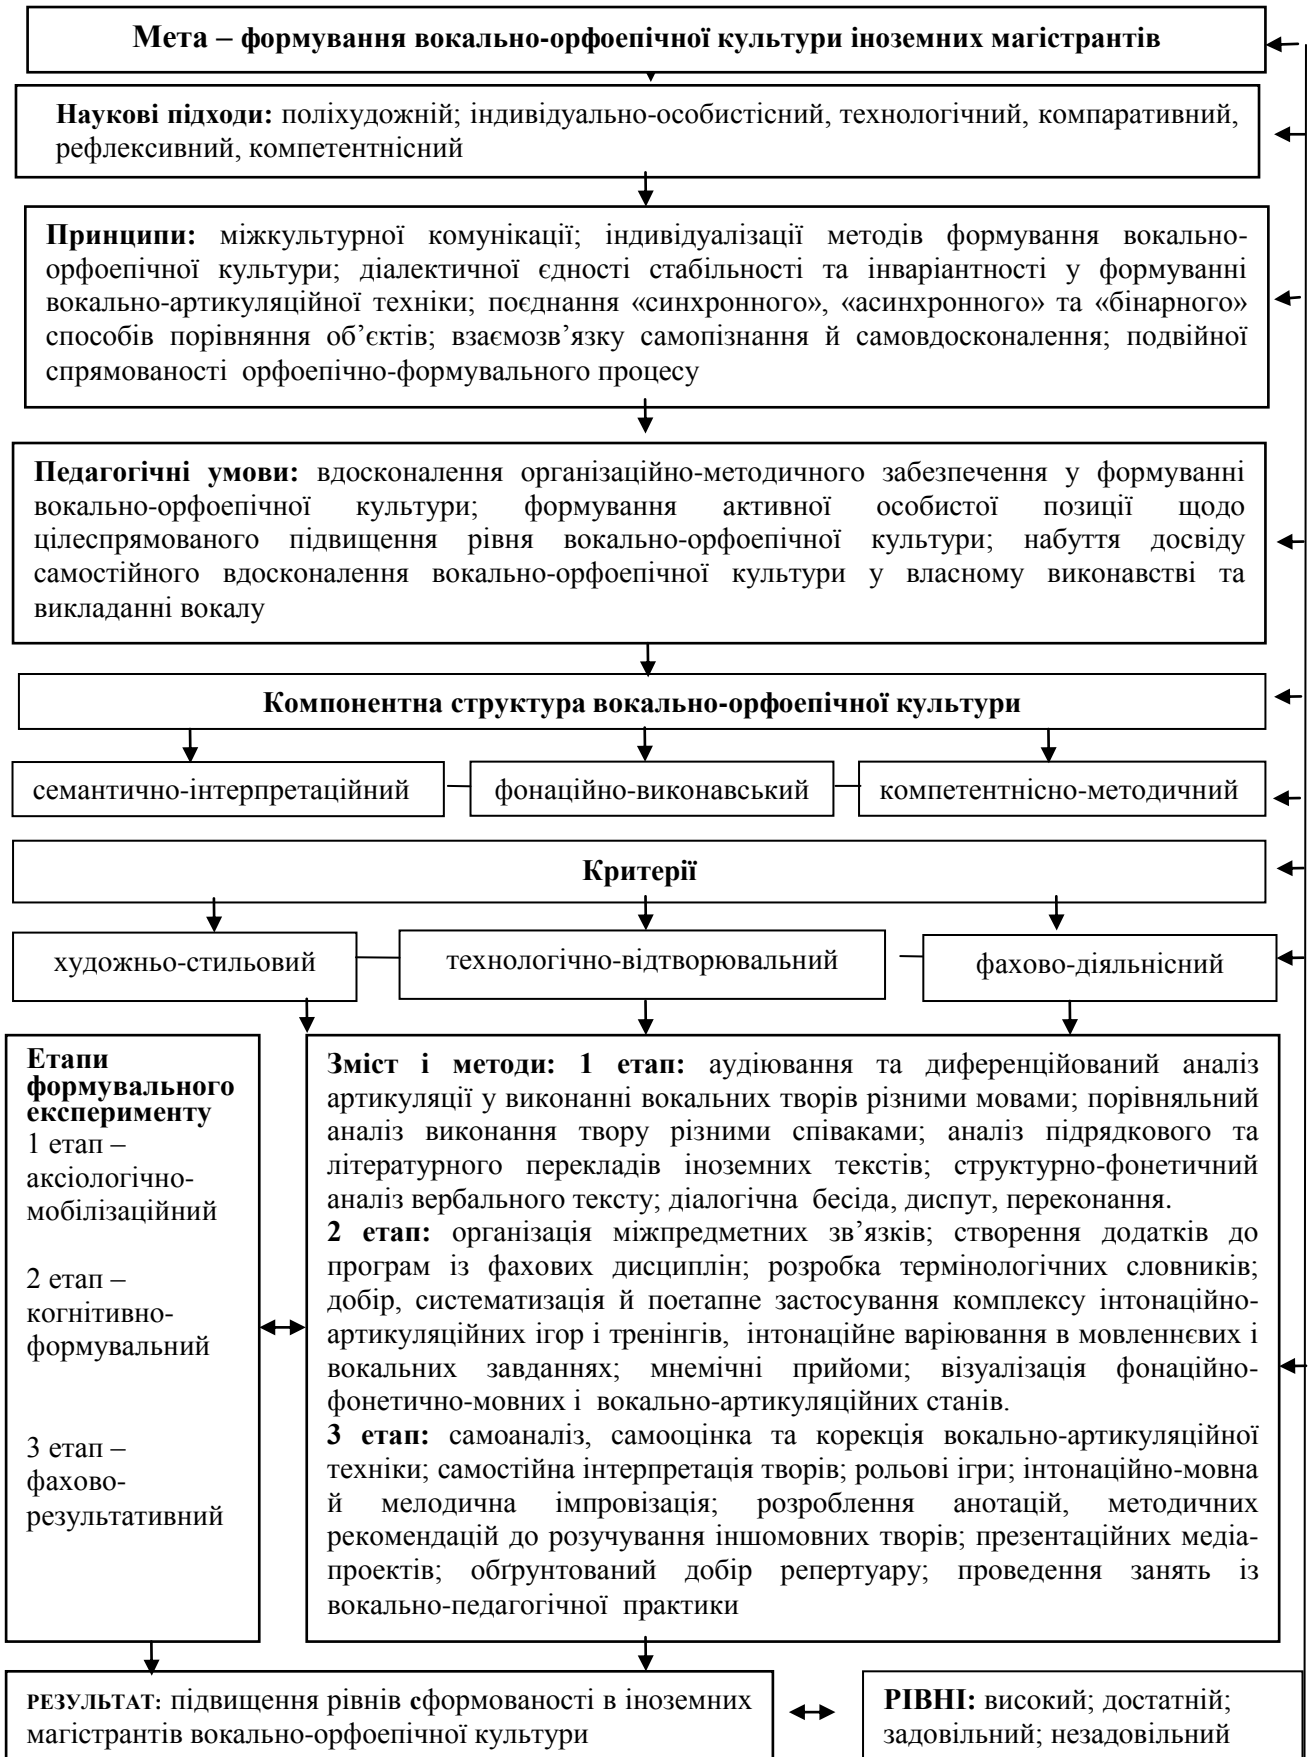 Мета – формування вокально-орфоепічної культури іноземних магістрантів
Наукові підходи: поліхудожній; індивідуально-особистісний, технологічний, компаративний,
рефлексивний, компетентнісний
Принципи: міжкультурної комунікації; індивідуалізації методів формування вокально-
орфоепічної культури; діалектичної єдності стабільності та інваріантності у формуванні
вокально-артикуляційної техніки; поєднання «синхронного», «асинхронного» та «бінарного»
способів порівняння об’єктів; взаємозв’язку самопізнання й самовдосконалення; подвійної
спрямованості орфоепічно-формувального процесу
Педагогічні умови: вдосконалення організаційно-методичного забезпечення у формуванні
вокально-орфоепічної культури; формування активної особистої позиції щодо
цілеспрямованого підвищення рівня вокально-орфоепічної культури; набуття досвіду
самостійного вдосконалення вокально-орфоепічної культури у власному виконавстві та
викладанні вокалу
Компонентна структура вокально-орфоепічної культури
семантично-інтерпретаційний
фонаційно-виконавський
компетентнісно-методичний
Критерії
художньо-стильовий
технологічно-відтворювальний
фахово-діяльнісний
Етапи
формувального
експерименту
1 етап –
аксіологічно-
мобілізаційний
2 етап –
когнітивно-
формувальний
3 етап –
фахово-
результативний
Зміст і методи: 1 етап: аудіювання та диференційований аналіз
артикуляції у виконанні вокальних творів різними мовами; порівняльний
аналіз виконання твору різними співаками; аналіз підрядкового та
літературного перекладів іноземних текстів; структурно-фонетичний
аналіз вербального тексту; діалогічна бесіда, диспут, переконання.
2 етап: організація міжпредметних зв’язків; створення додатків до
програм із фахових дисциплін; розробка термінологічних словників;
добір, систематизація й поетапне застосування комплексу інтонаційно-
артикуляційних ігор і тренінгів, інтонаційне варіювання в мовленнєвих і
вокальних завданнях; мнемічні прийоми; візуалізація фонаційно-
фонетично-мовних і вокально-артикуляційних станів.
3 етап: самоаналіз, самооцінка та корекція вокально-артикуляційної
техніки; самостійна інтерпретація творів; рольові ігри; інтонаційно-мовна
й мелодична імпровізація; розроблення анотацій, методичних
рекомендацій до розучування іншомовних творів; презентаційних медіа-
проектів; обґрунтований добір репертуару; проведення занять із
вокально-педагогічної практики
РЕЗУЛЬТАТ: підвищення рівнів сформованості в іноземних
магістрантів вокально-орфоепічної культури
РІВНІ: високий; достатній;
задовільний; незадовільний